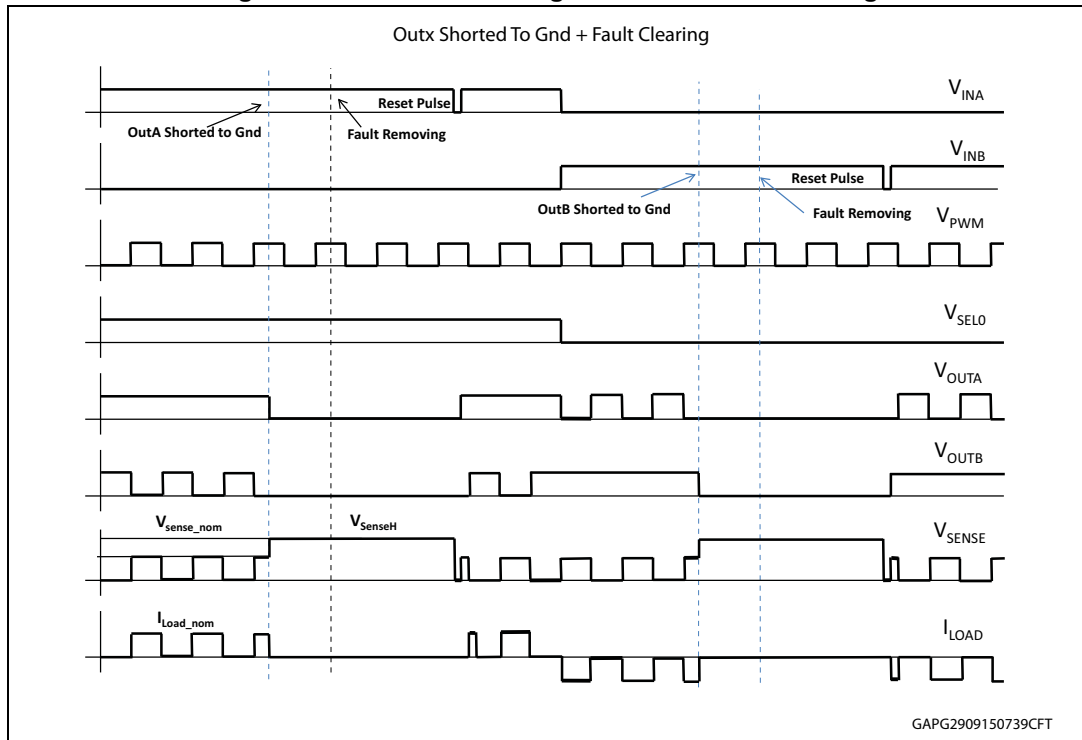 Outx Shorted To Gnd + Fault Clearing
V_INA
Reset Pulse
OutA Shorted to Gnd
Fault Removing
V_INB
Reset Pulse
OutB Shorted to Gnd
Fault Removing
V_PWM
V_SEL0
V_OUTA
V_OUTB
V_sense_nom
V_SenseH
V_SENSE
I_Load_nom
I_LOAD
GAPG2909150739CFT